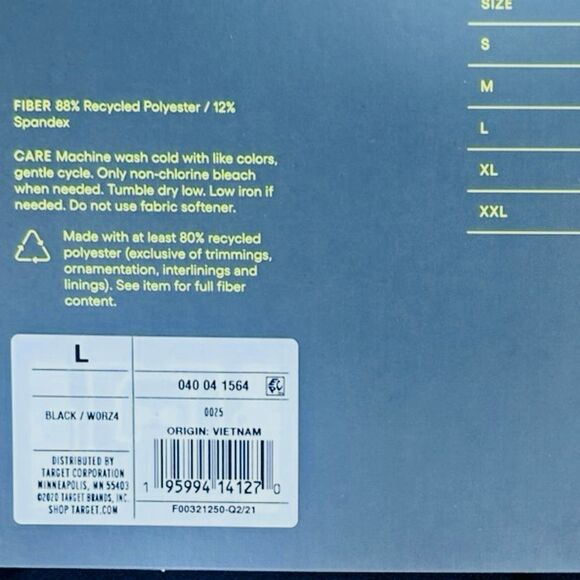 SIZE
S
M
L
XL
XXL
FIBER 88% Recycled Polyester / 12%
Spandex
CARE Machine wash cold with like colors,
gentle cycle. Only non-chlorine bleach
when needed. Tumble dry low. Low iron if
needed. Do not use fabric softener.
Made with at least 80% recycled
polyester (exclusive of trimmings,
ornamentation, interlinings and
linings). See item for full fiber
content.
L
040 04 1564
BLACK / WORZ4
0025
ORIGIN: VIETNAM
DISTRIBUTED BY
TARGET CORPORATION
MINNEAPOLIS, MN 55403
©2020 TARGET BRANDS, INC.
SHOP TARGET.COM
1 95994 14127 0
F00321250-Q2/21